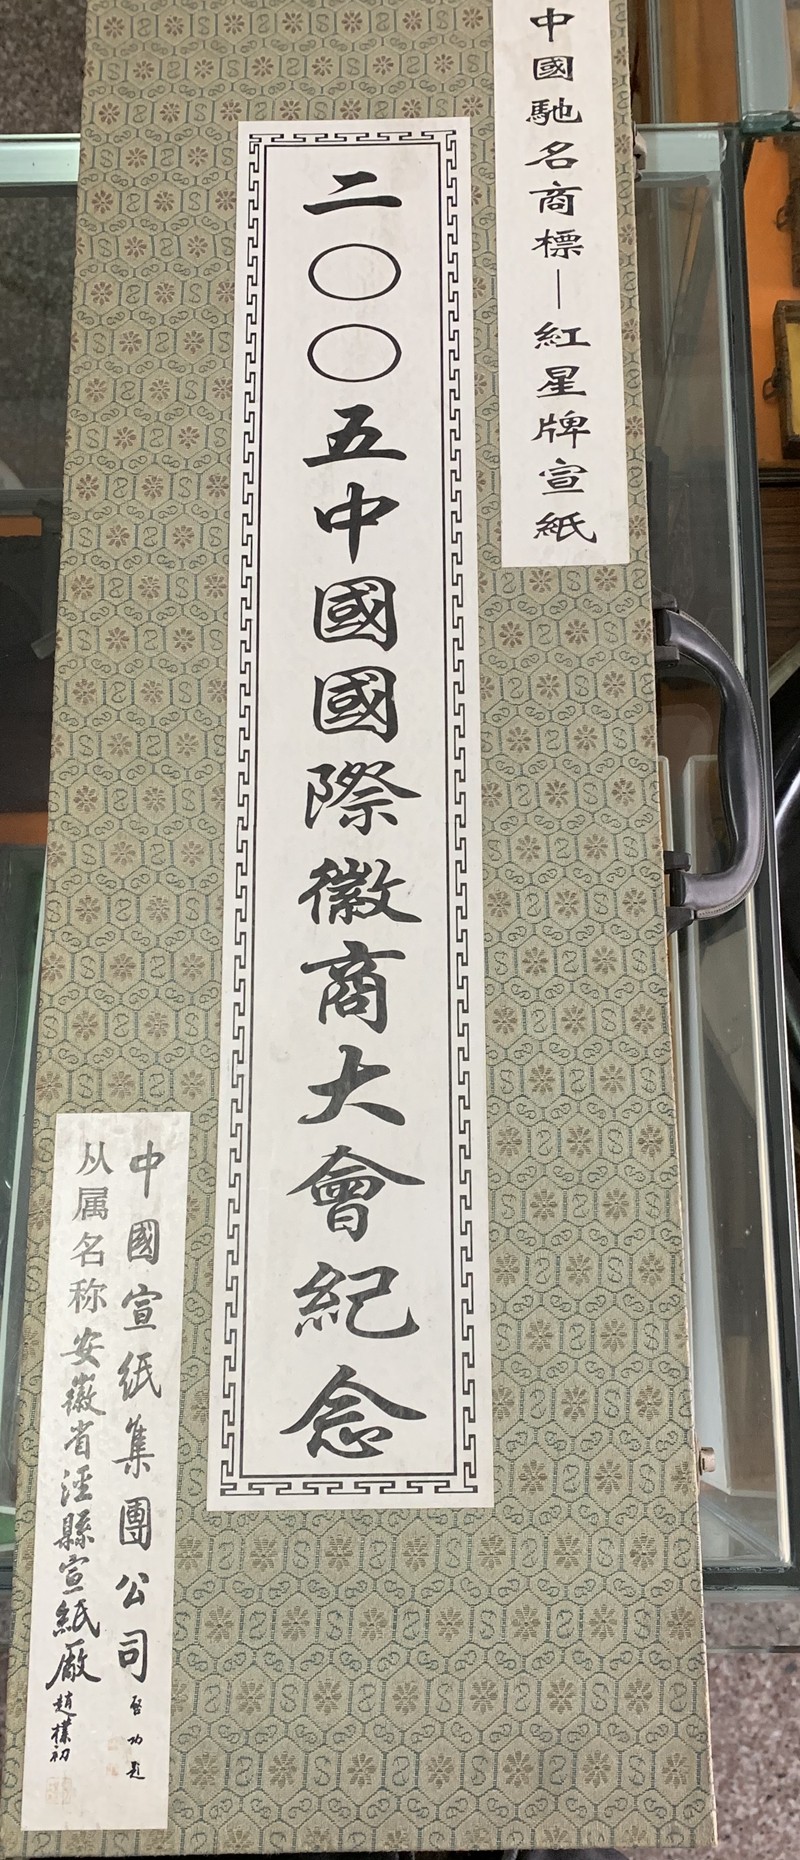 中國馳名商標—紅星牌宣紙
二〇〇五中國國際徽商大會紀念
中國宣紙集團公司 啓功題
从属名称安徽省涇縣宣紙廠 趙樸初